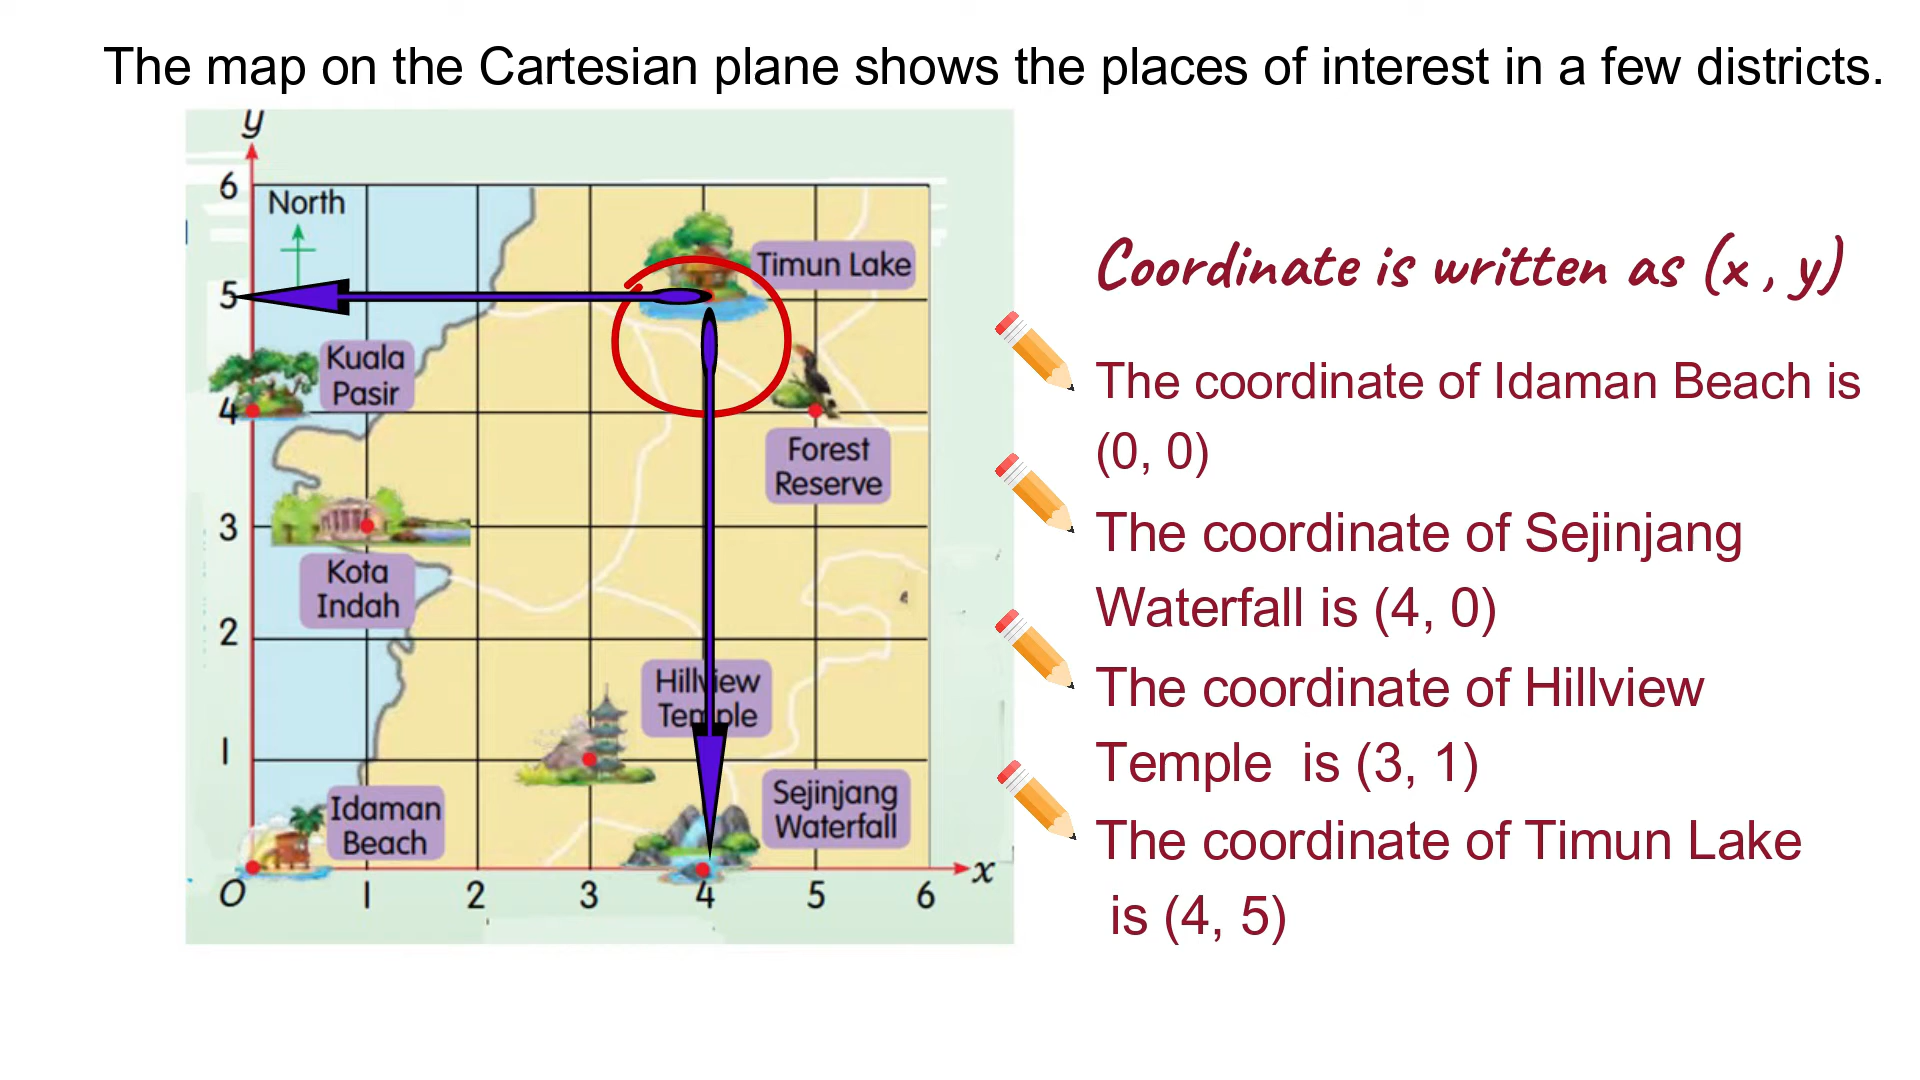 The map on the Cartesian plane shows the places of interest in a few districts.
y
6
North
Timun Lake
5
Kuala
Pasir
4
Forest
Reserve
3
Kota
Indah
2
Hillview
Temple
1
Sejinjang
Waterfall
Idaman
Beach
O
1
2
3
4
5
6
x
Coordinate is written as (x , y)
The coordinate of Idaman Beach is
(0, 0)
The coordinate of Sejinjang
Waterfall is (4, 0)
The coordinate of Hillview
Temple is (3, 1)
The coordinate of Timun Lake
is (4, 5)